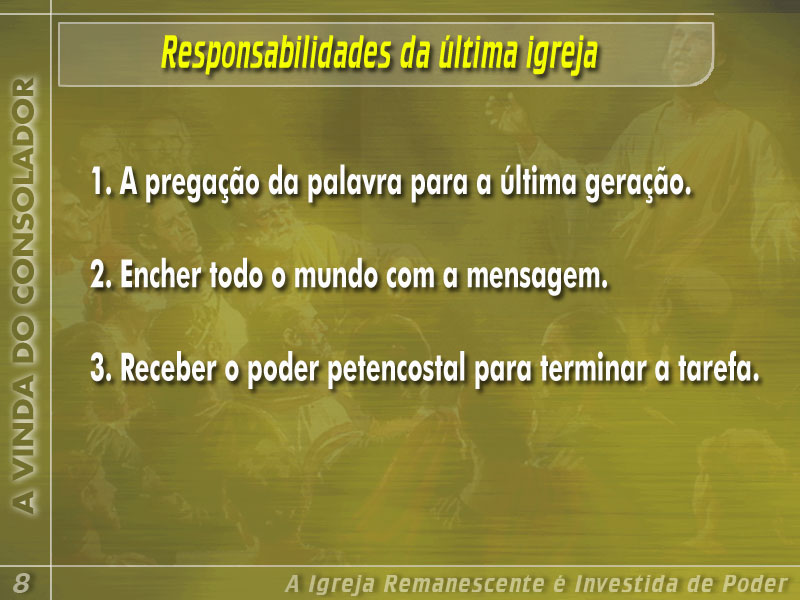 Responsabilidades da última igreja
A VINDA DO CONSOLADOR
1. A pregação da palavra para a última geração.
2. Encher todo o mundo com a mensagem.
3. Receber o poder petencostal para terminar a tarefa.
8
A Igreja Remanescente é Investida de Poder